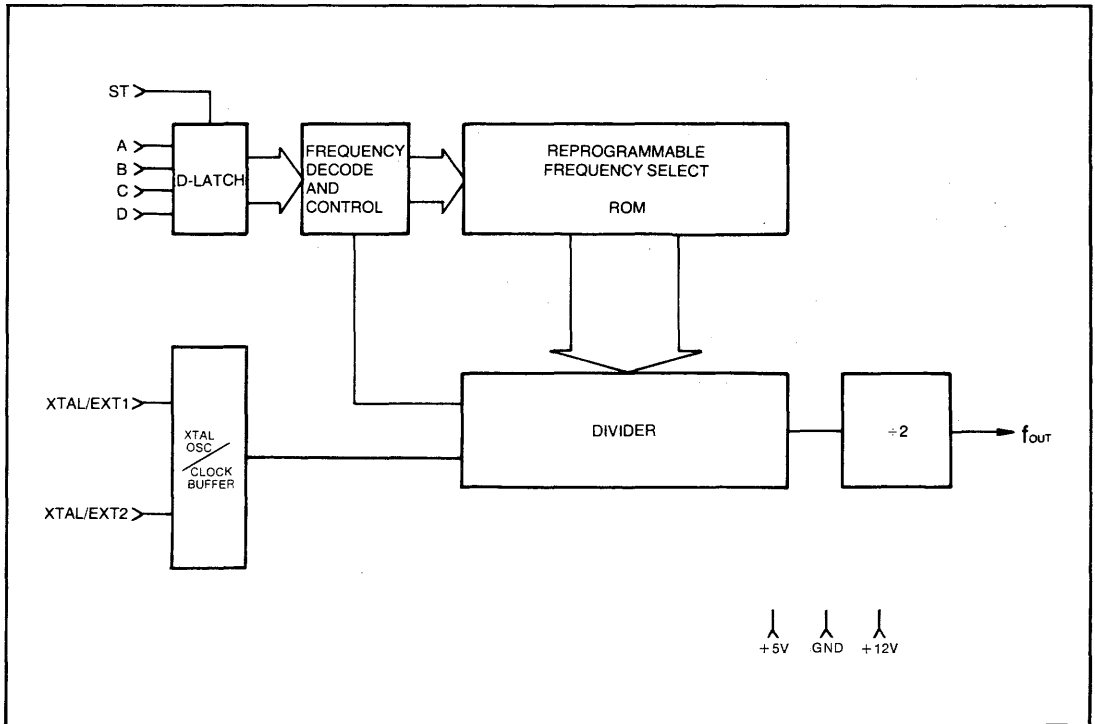 ST
A
B
C
D
D-LATCH
FREQUENCY
DECODE
AND
CONTROL
REPROGRAMMABLE
FREQUENCY SELECT
ROM
XTAL/EXT1
XTAL/EXT2
XTAL
OSC
CLOCK
BUFFER
DIVIDER
÷2
fOUT
+5V GND +12V